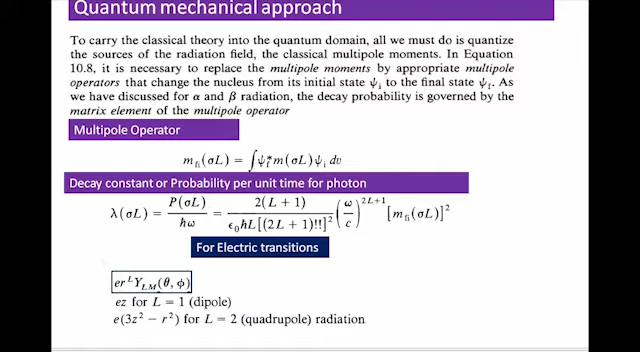 Quantum mechanical approach
To carry the classical theory into the quantum domain, all we must do is quantize
the sources of the radiation field, the classical multipole moments. In Equation
10.8, it is necessary to replace the multipole moments by appropriate multipole
operators that change the nucleus from its initial state ψᵢ to the final state ψ_f. As
we have discussed for α and β radiation, the decay probability is governed by the
matrix element of the multipole operator
Multipole Operator
m_fi(σL) = ∫ψ_f* m(σL)ψᵢ dv
Decay constant or Probability per unit time for photon
λ(σL) = P(σL)/ħω = 2(L + 1)/(ε₀ħL[(2L + 1)!!]²) (ω/c)^(2L+1) [m_fi(σL)]²
For Electric transitions
er^L Y_LM(θ, ϕ)
ez for L = 1 (dipole)
e(3z² − r²) for L = 2 (quadrupole) radiation